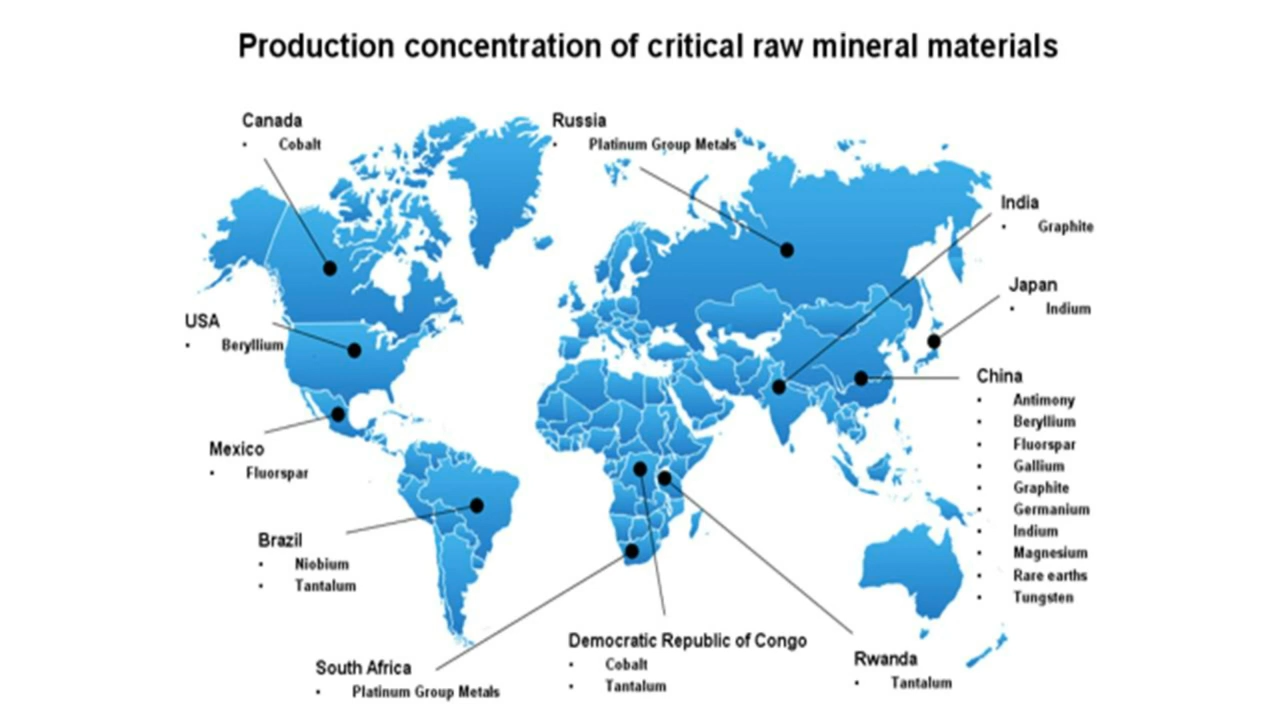 Production concentration of critical raw mineral materials
Canada
• Cobalt
Russia
• Platinum Group Metals
India
• Graphite
Japan
• Indium
USA
• Beryllium
China
• Antimony
• Beryllium
• Fluorspar
• Gallium
• Graphite
• Germanium
• Indium
• Magnesium
• Rare earths
• Tungsten
Mexico
• Fluorspar
Brazil
• Niobium
• Tantalum
South Africa
• Platinum Group Metals
Democratic Republic of Congo
• Cobalt
• Tantalum
Rwanda
• Tantalum